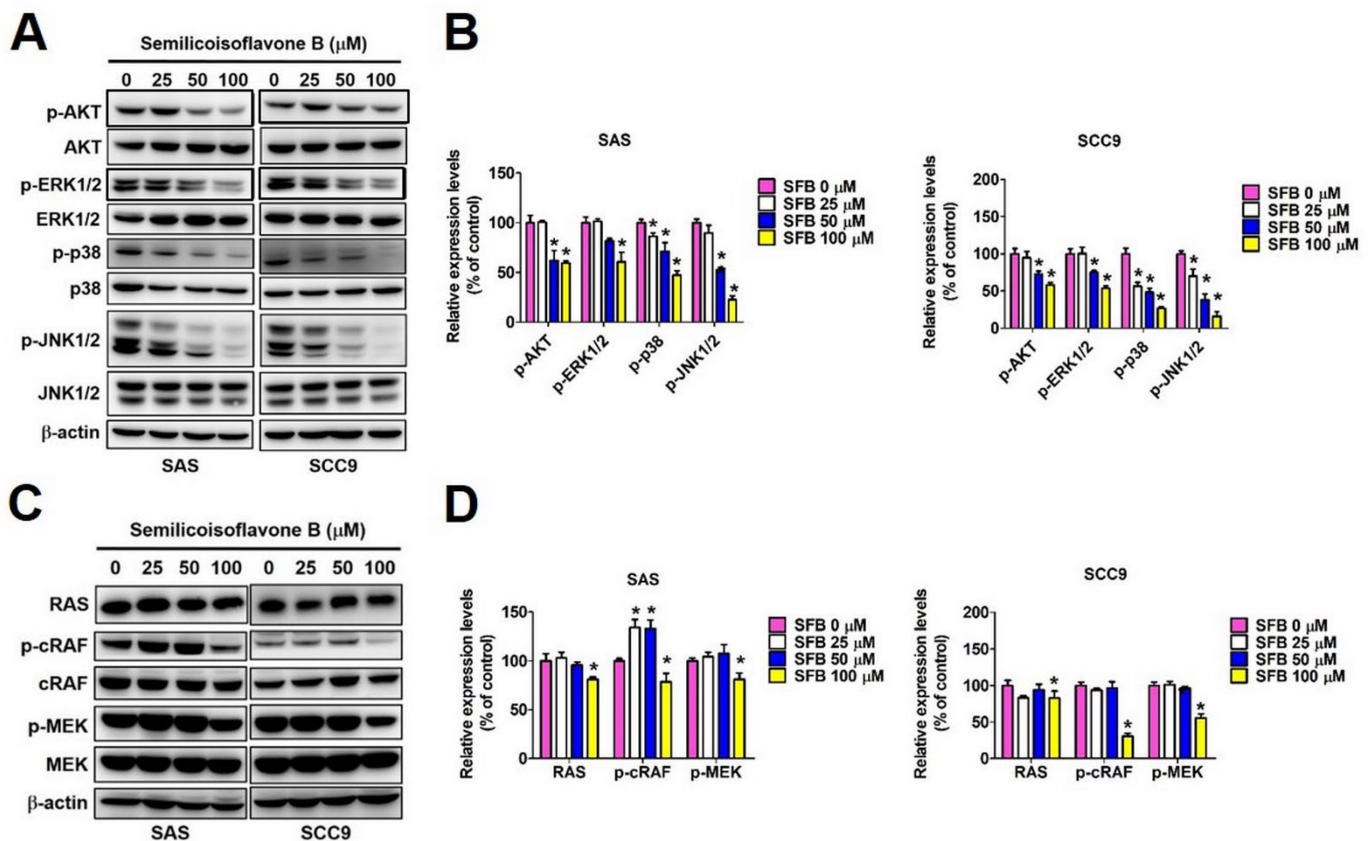 A
Semilicoisoflavone B (μM)
0 25 50 100 0 25 50 100
p-AKT
AKT
p-ERK1/2
ERK1/2
p-p38
p38
p-JNK1/2
JNK1/2
β-actin
SAS SCC9
B
SAS
Relative expression levels
(% of control)
150
100
50
0
* * * * * * * *
p-AKT p-ERK1/2 p-p38 p-JNK1/2
SFB 0 μM
SFB 25 μM
SFB 50 μM
SFB 100 μM
SCC9
Relative expression levels
(% of control)
200
150
100
50
0
* * * * * * * * * *
p-AKT p-ERK1/2 p-p38 p-JNK1/2
SFB 0 μM
SFB 25 μM
SFB 50 μM
SFB 100 μM
C
Semilicoisoflavone B (μM)
0 25 50 100 0 25 50 100
RAS
p-cRAF
cRAF
p-MEK
MEK
β-actin
SAS SCC9
D
SAS
Relative expression levels
(% of control)
150
100
50
0
* * * * *
RAS p-cRAF p-MEK
SFB 0 μM
SFB 25 μM
SFB 50 μM
SFB 100 μM
SCC9
Relative expression levels
(% of control)
200
150
100
50
0
* * *
RAS p-cRAF p-MEK
SFB 0 μM
SFB 25 μM
SFB 50 μM
SFB 100 μM